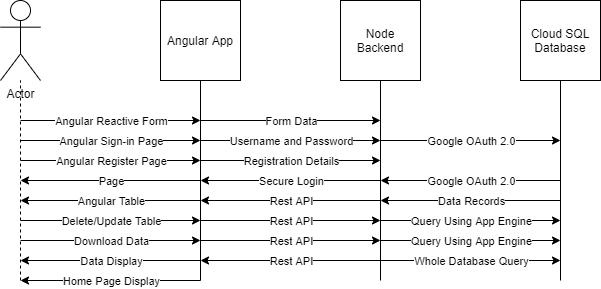 Actor
Angular App
Node
Backend
Cloud SQL
Database
Angular Reactive Form
Form Data
Angular Sign-in Page
Username and Password
Google OAuth 2.0
Angular Register Page
Registration Details
Page
Secure Login
Google OAuth 2.0
Angular Table
Rest API
Data Records
Delete/Update Table
Rest API
Query Using App Engine
Download Data
Rest API
Query Using App Engine
Data Display
Rest API
Whole Database Query
Home Page Display